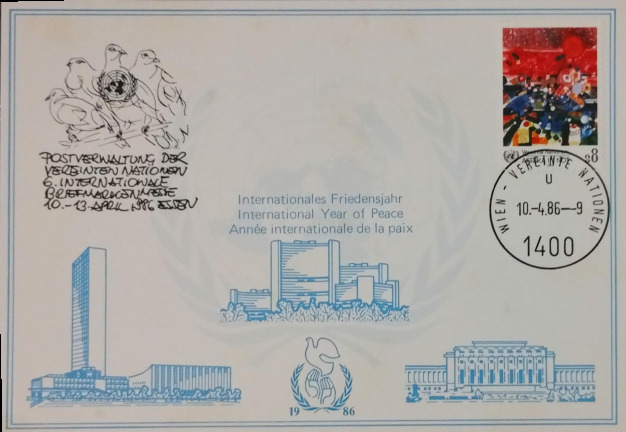 POSTVERWALTUNG DER
VEREINTEN NATIONEN
6. INTERNATIONALE
BRIEFMARKENMESSE
10.-13. APRIL 1986 ESSEN
8
WIEN - VEREINTE NATIONEN
U
10.-4.86--9
1400
Internationales Friedensjahr
International Year of Peace
Année internationale de la paix
19 86